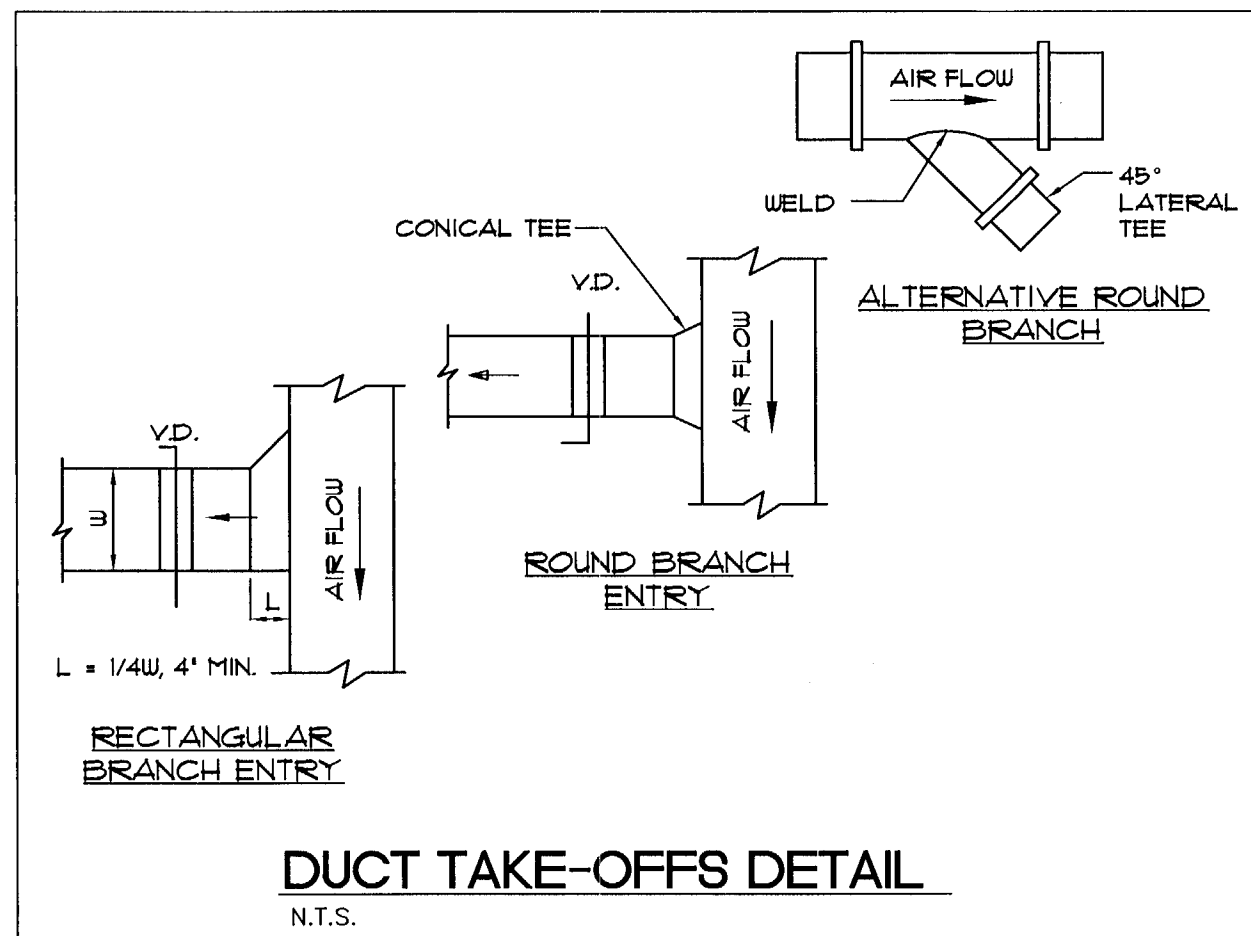 AIR FLOW
WELD
45°
LATERAL
TEE
ALTERNATIVE ROUND
BRANCH
CONICAL TEE
V.D.
AIR FLOW
ROUND BRANCH
ENTRY
V.D.
W
AIR FLOW
L
L = 1/4W, 4" MIN.
RECTANGULAR
BRANCH ENTRY
DUCT TAKE-OFFS DETAIL
N.T.S.